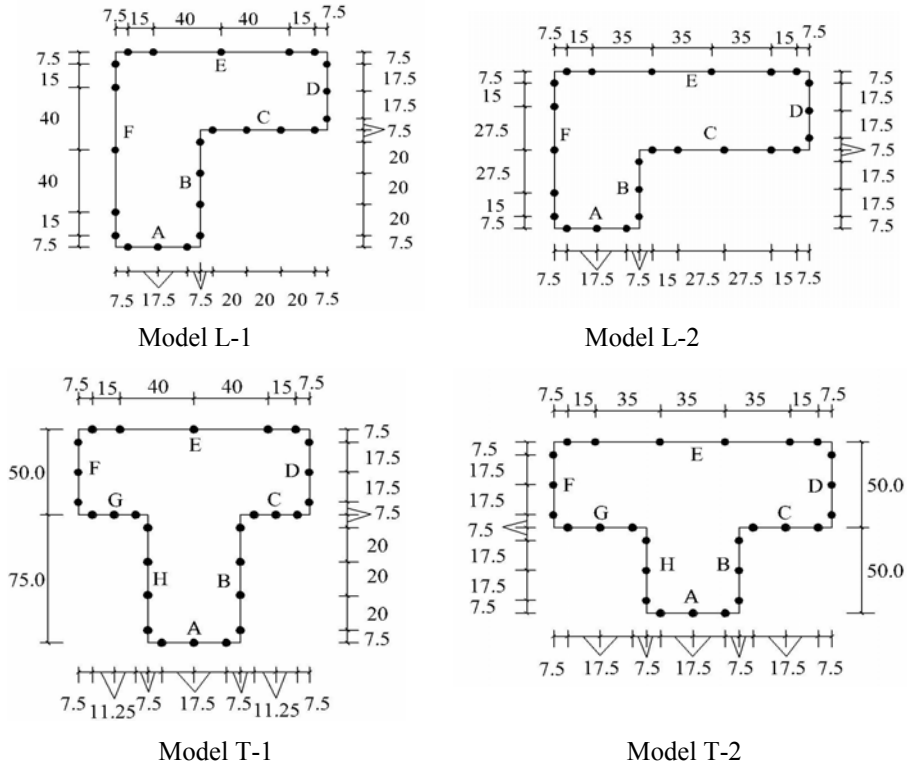 7.5 15 40 40 15 7.5
7.5
15
40
40
15
7.5
E
D
F
C
B
A
7.5
17.5
17.5
7.5
20
20
20
7.5
7.5 17.5 7.5 20 20 20 7.5
Model L-1
7.5 15 35 35 35 15 7.5
7.5
15
27.5
27.5
15
7.5
E
D
F
C
B
A
7.5
17.5
17.5
7.5
17.5
17.5
7.5
7.5 17.5 7.5 15 27.5 27.5 15 7.5
Model L-2
7.5 15 40 40 15 7.5
50.0
75.0
E
F
D
G
C
H
B
A
7.5
17.5
17.5
7.5
20
20
20
7.5
7.5 11.25 7.5 17.5 7.5 11.25 7.5
Model T-1
7.5 15 35 35 35 15 7.5
7.5
17.5
17.5
7.5
17.5
17.5
7.5
E
F
D
G
C
H
B
A
50.0
50.0
7.5 17.5 7.5 17.5 7.5 17.5 7.5
Model T-2